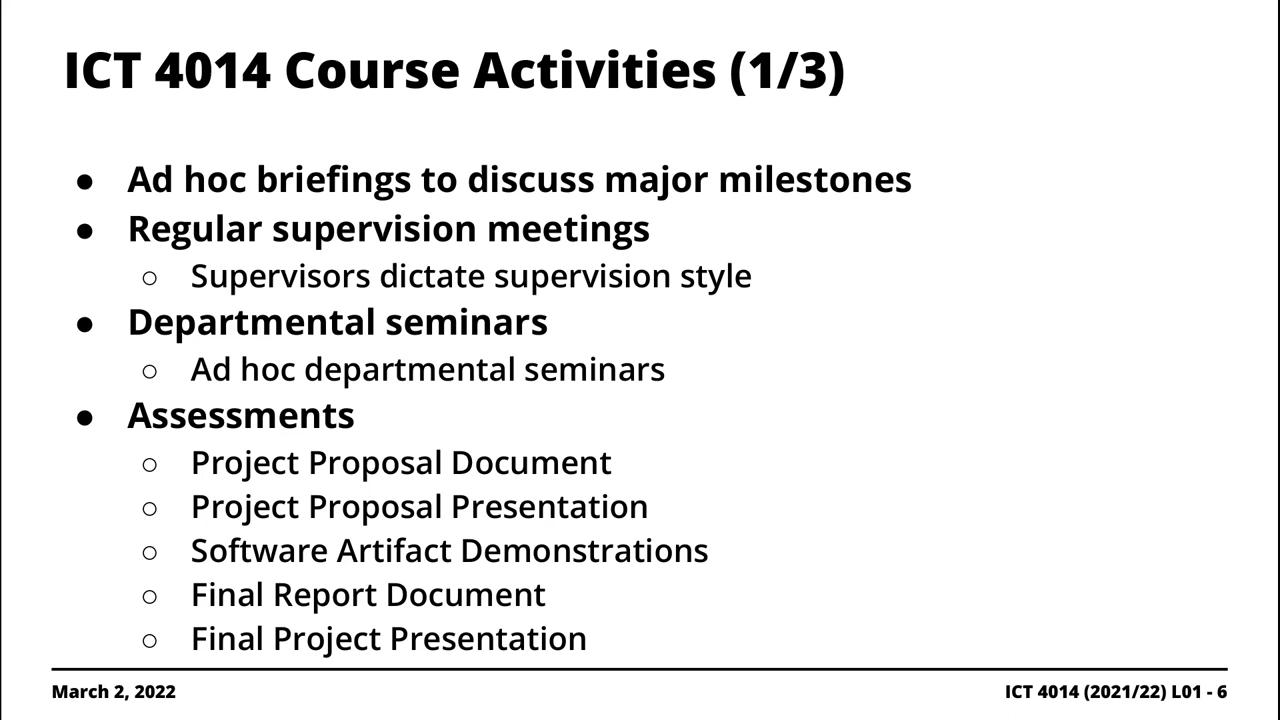 ICT 4014 Course Activities (1/3)
● Ad hoc briefings to discuss major milestones
● Regular supervision meetings
○ Supervisors dictate supervision style
● Departmental seminars
○ Ad hoc departmental seminars
● Assessments
○ Project Proposal Document
○ Project Proposal Presentation
○ Software Artifact Demonstrations
○ Final Report Document
○ Final Project Presentation
March 2, 2022
ICT 4014 (2021/22) L01 - 6